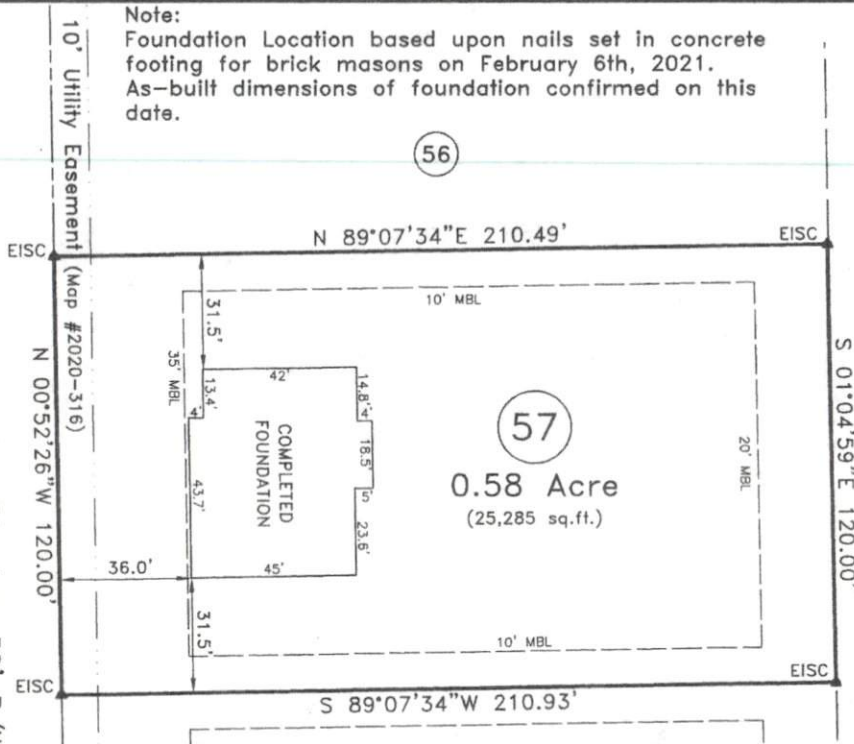 Note:
Foundation Location based upon nails set in concrete
footing for brick masons on February 6th, 2021.
As-built dimensions of foundation confirmed on this
date.
10' Utility Easement (Map #2020-316)
56
N 89°07'34"E 210.49'
EISC
EISC
10' MBL
31.5'
35' MBL
42'
13.4'
4'
14.8'
4'
18.5'
5'
23.6'
43.7'
COMPLETED
FOUNDATION
45'
57
0.58 Acre
(25,285 sq.ft.)
20' MBL
N 00°52'26"W 120.00'
S 01°04'59"E 120.00'
36.0'
31.5'
10' MBL
EISC
EISC
S 89°07'34"W 210.93'